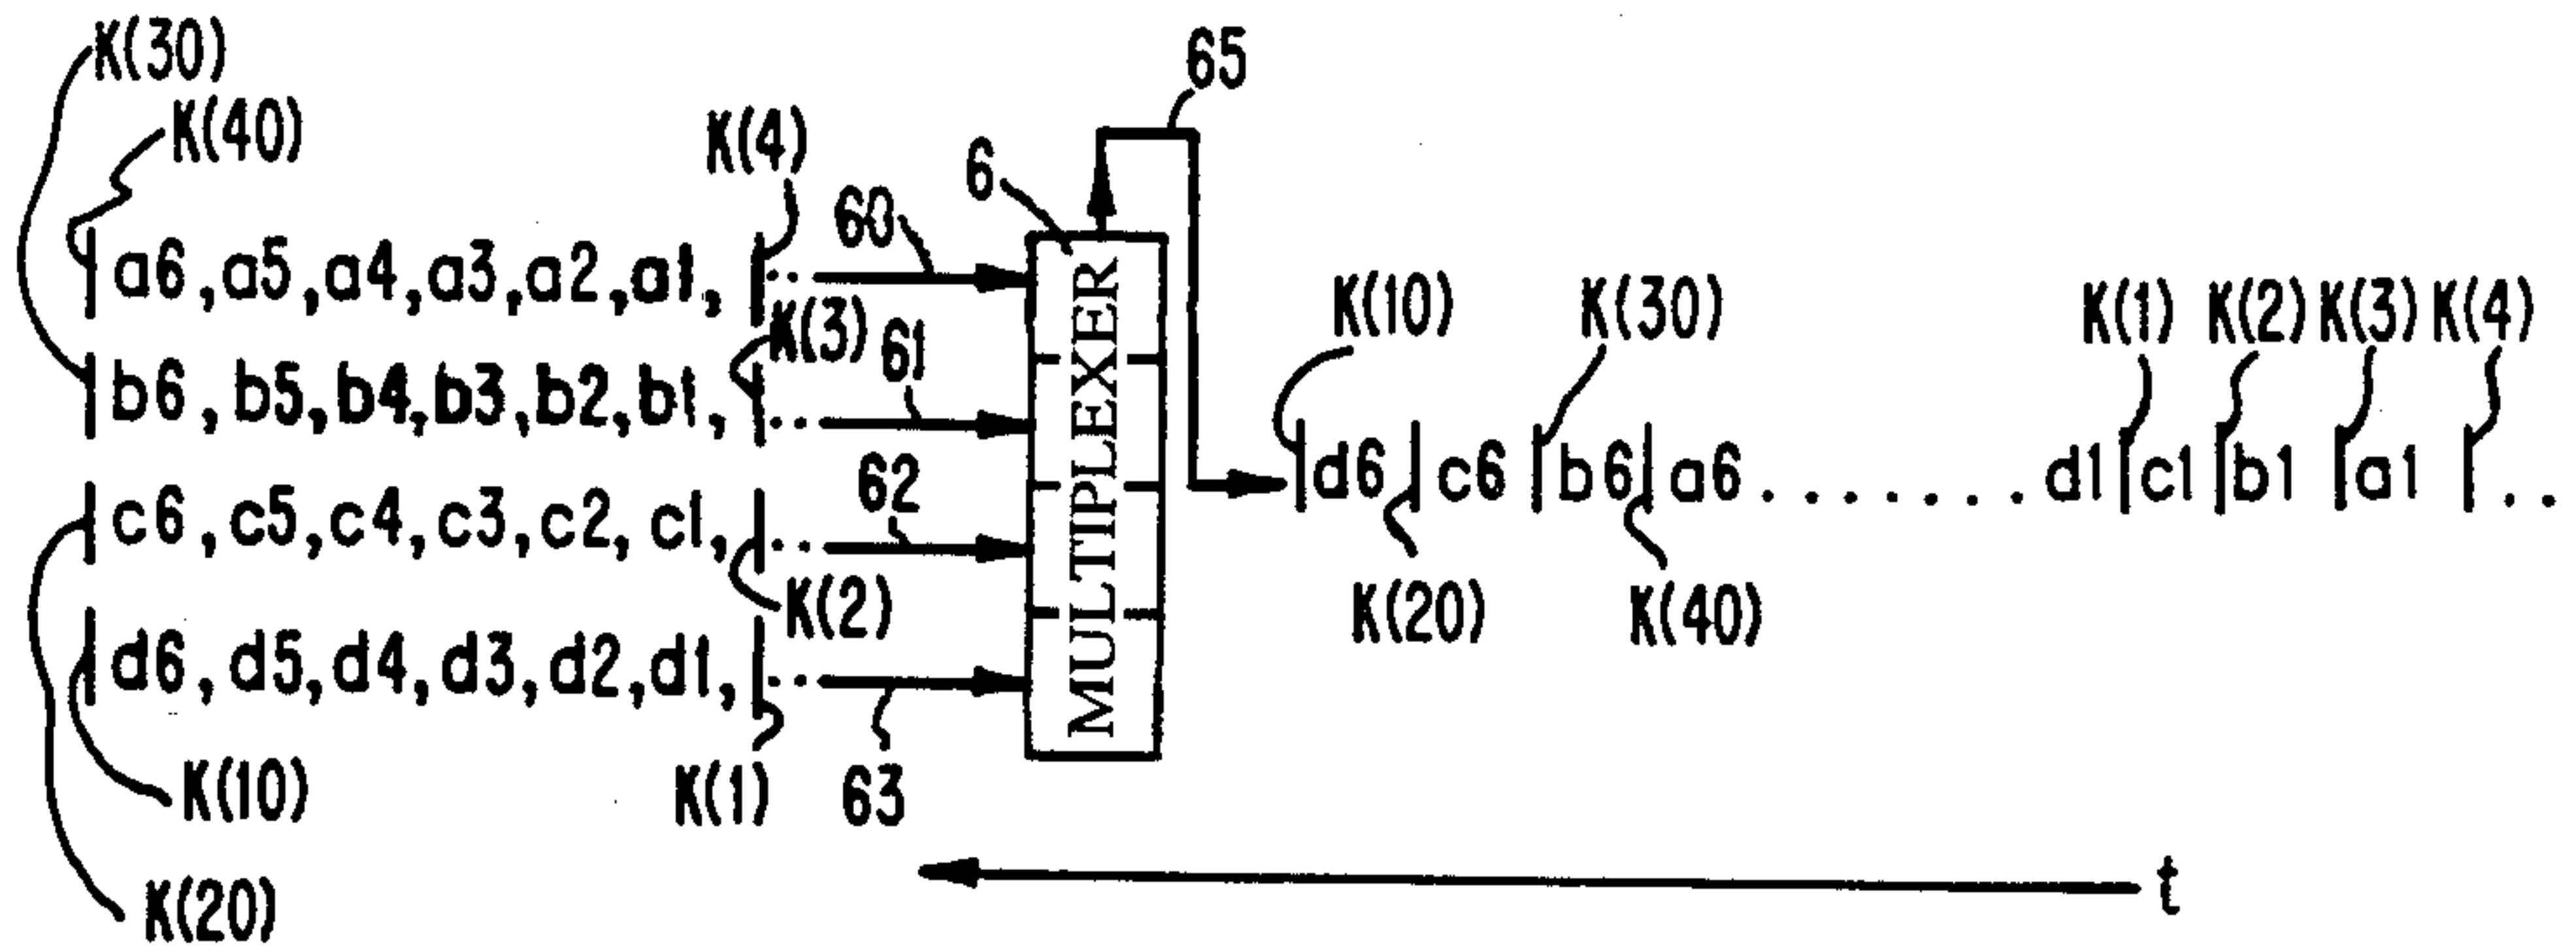 K(30)
65
K(40)
K(4)
6
60
a6,a5,a4,a3,a2,a1, ..
K(3)
61
K(10)
K(30)
K(1) K(2) K(3) K(4)
b6,b5,b4,b3,b2,b1, ..
MULTIPLEXER
62
d6 c6 b6 a6 ........ d1 c1 b1 a1 ..
c6,c5,c4,c3,c2,c1, ..
K(2)
K(20)
K(40)
d6,d5,d4,d3,d2,d1, ..
K(10)
K(1)
63
K(20)
t